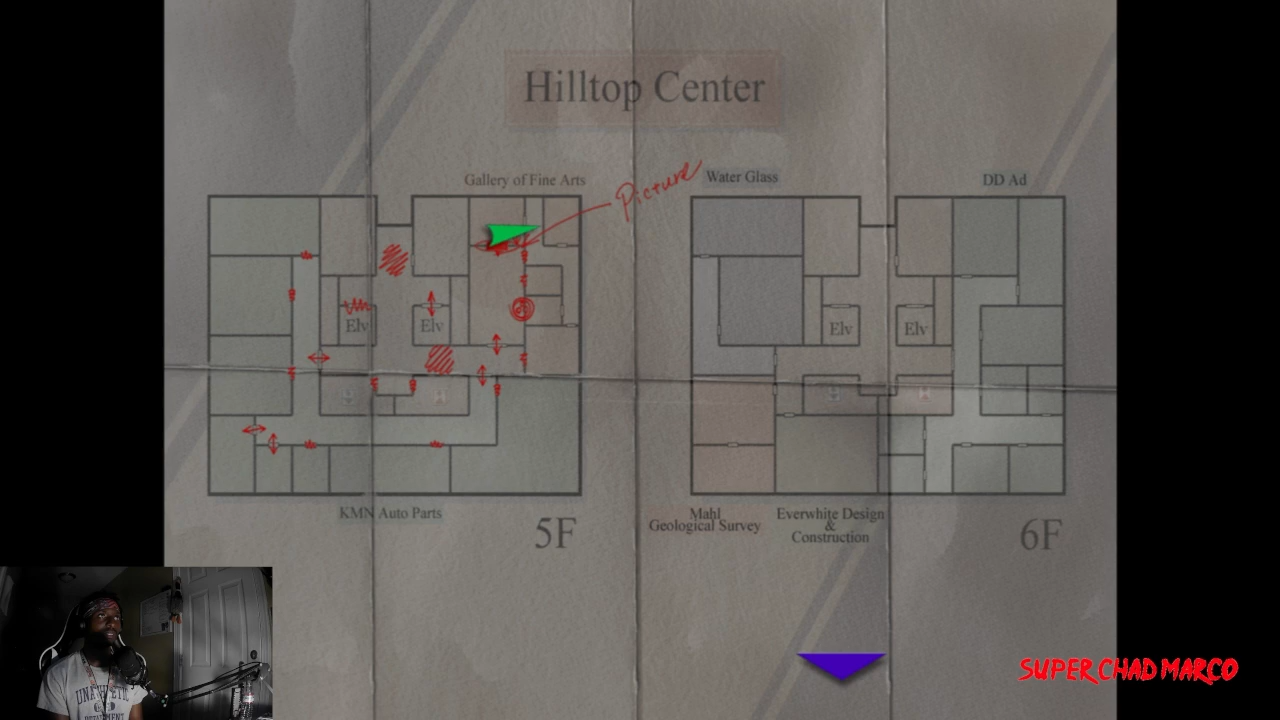 Hilltop Center
Gallery of Fine Arts
Picture
Water Glass
DD Ad
Elv
Elv
Elv
Elv
KMN Auto Parts
5F
Mahl
Geological Survey
Everwhite Design
&
Construction
6F
SUPER CHAD MARCO